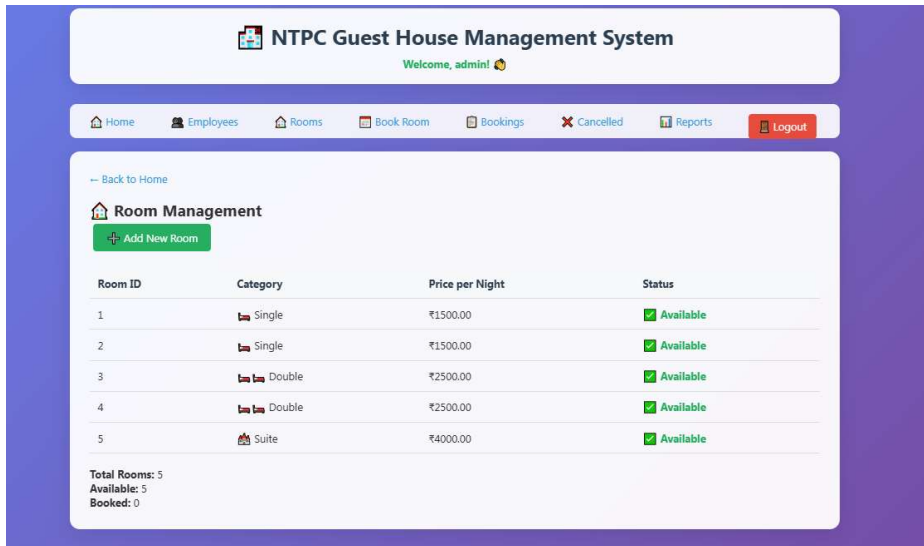 NTPC Guest House Management System
Welcome, admin!
Home Employees Rooms Book Room Bookings Cancelled Reports Logout
← Back to Home
Room Management
Add New Room
Room ID Category Price per Night Status
1 Single ₹1500.00 Available
2 Single ₹1500.00 Available
3 Double ₹2500.00 Available
4 Double ₹2500.00 Available
5 Suite ₹4000.00 Available
Total Rooms: 5
Available: 5
Booked: 0